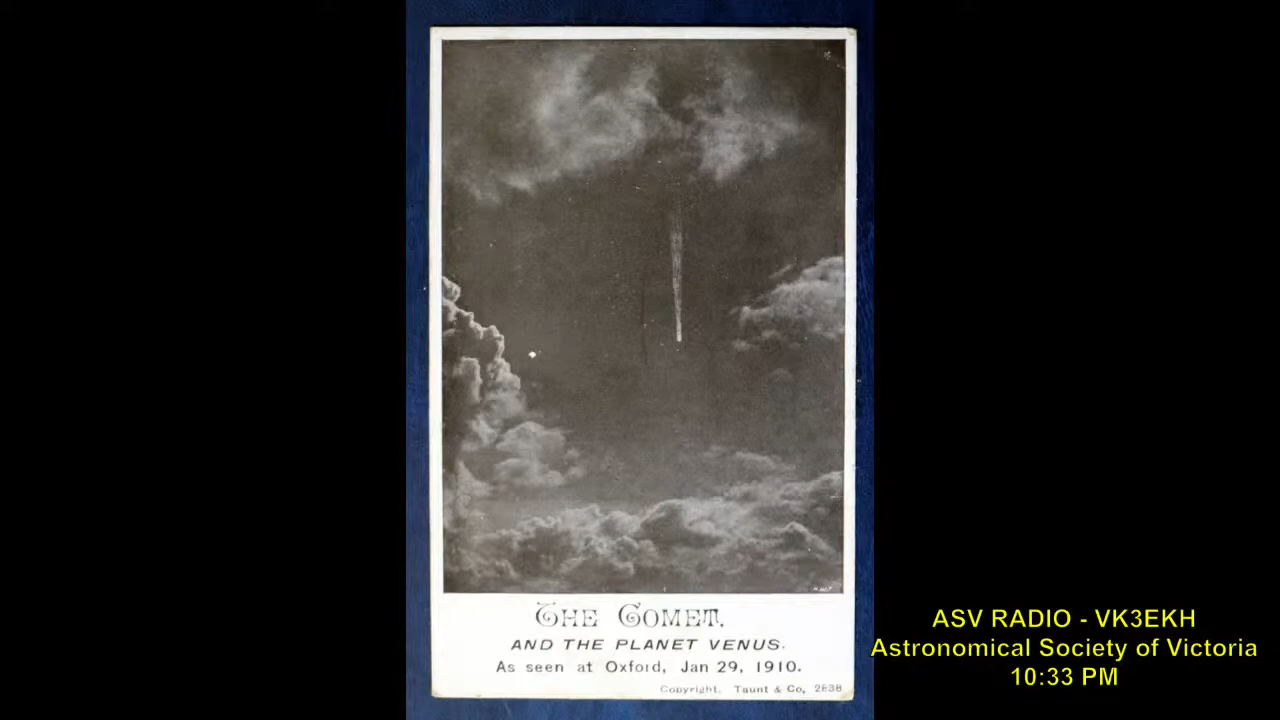 THE COMET,
AND THE PLANET VENUS.
As seen at Oxford, Jan 29, 1910.
Copyright, Taunt & Co, 2838
ASV RADIO - VK3EKH
Astronomical Society of Victoria
10:33 PM